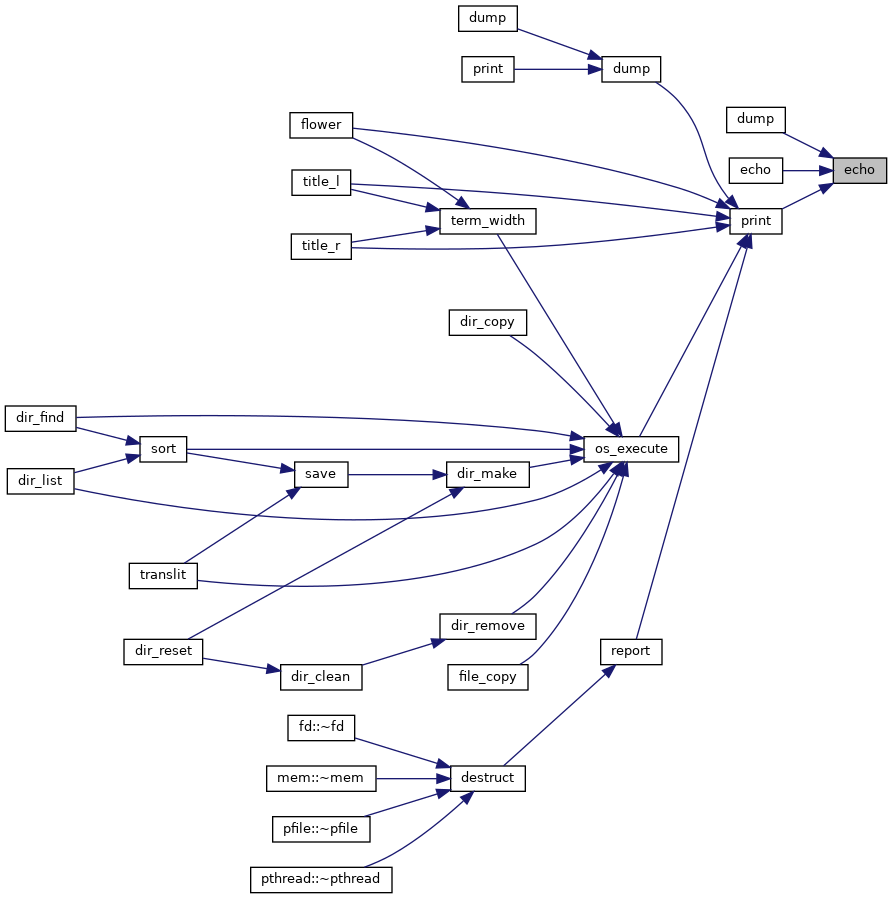 dump
print
dump
flower
title_l
title_r
term_width
dump
echo
echo
print
dir_copy
dir_find
sort
os_execute
dir_list
save
dir_make
translit
dir_reset
dir_remove
report
dir_clean
file_copy
fd::~fd
mem::~mem
destruct
pfile::~pfile
pthread::~pthread